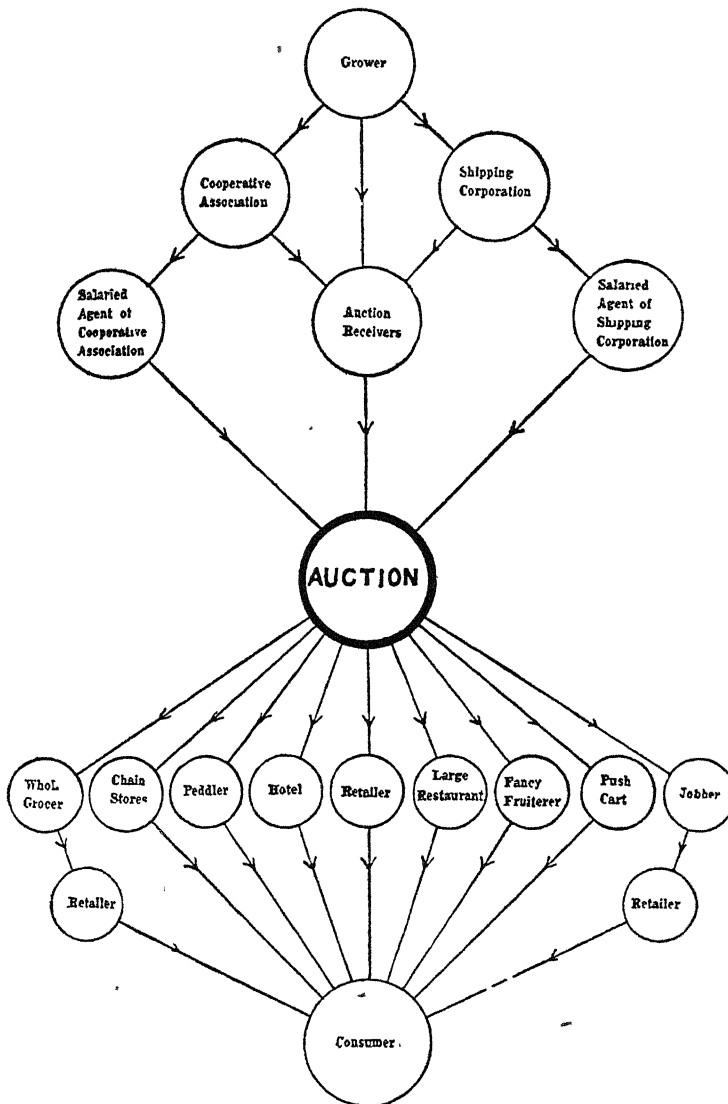 Grower
Cooperative
Association
Shipping
Corporation
Salaried
Agent of
Cooperative
Association
Auction
Receivers
Salaried
Agent of
Shipping
Corporation
AUCTION
Whol.
Grocer
Chain
Stores
Peddler
Hotel
Retailer
Large
Restaurant
Fancy
Fruiterer
Push
Cart
Jobber
Retailer
Retailer
Consumer